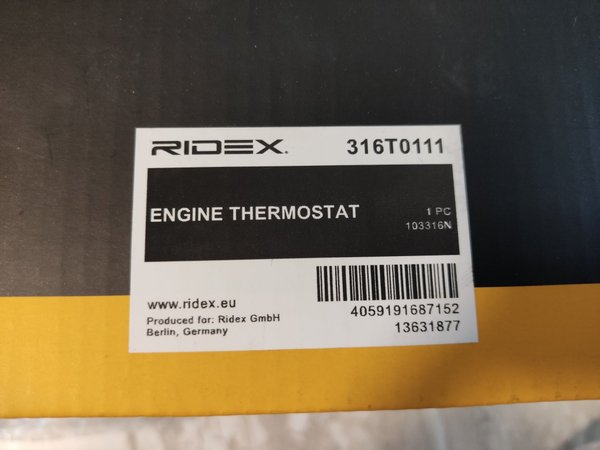 RIDEX. 316T0111
ENGINE THERMOSTAT
1 PC
103316N
www.ridex.eu
Produced for: Ridex GmbH
Berlin, Germany
4059191687152
13631877